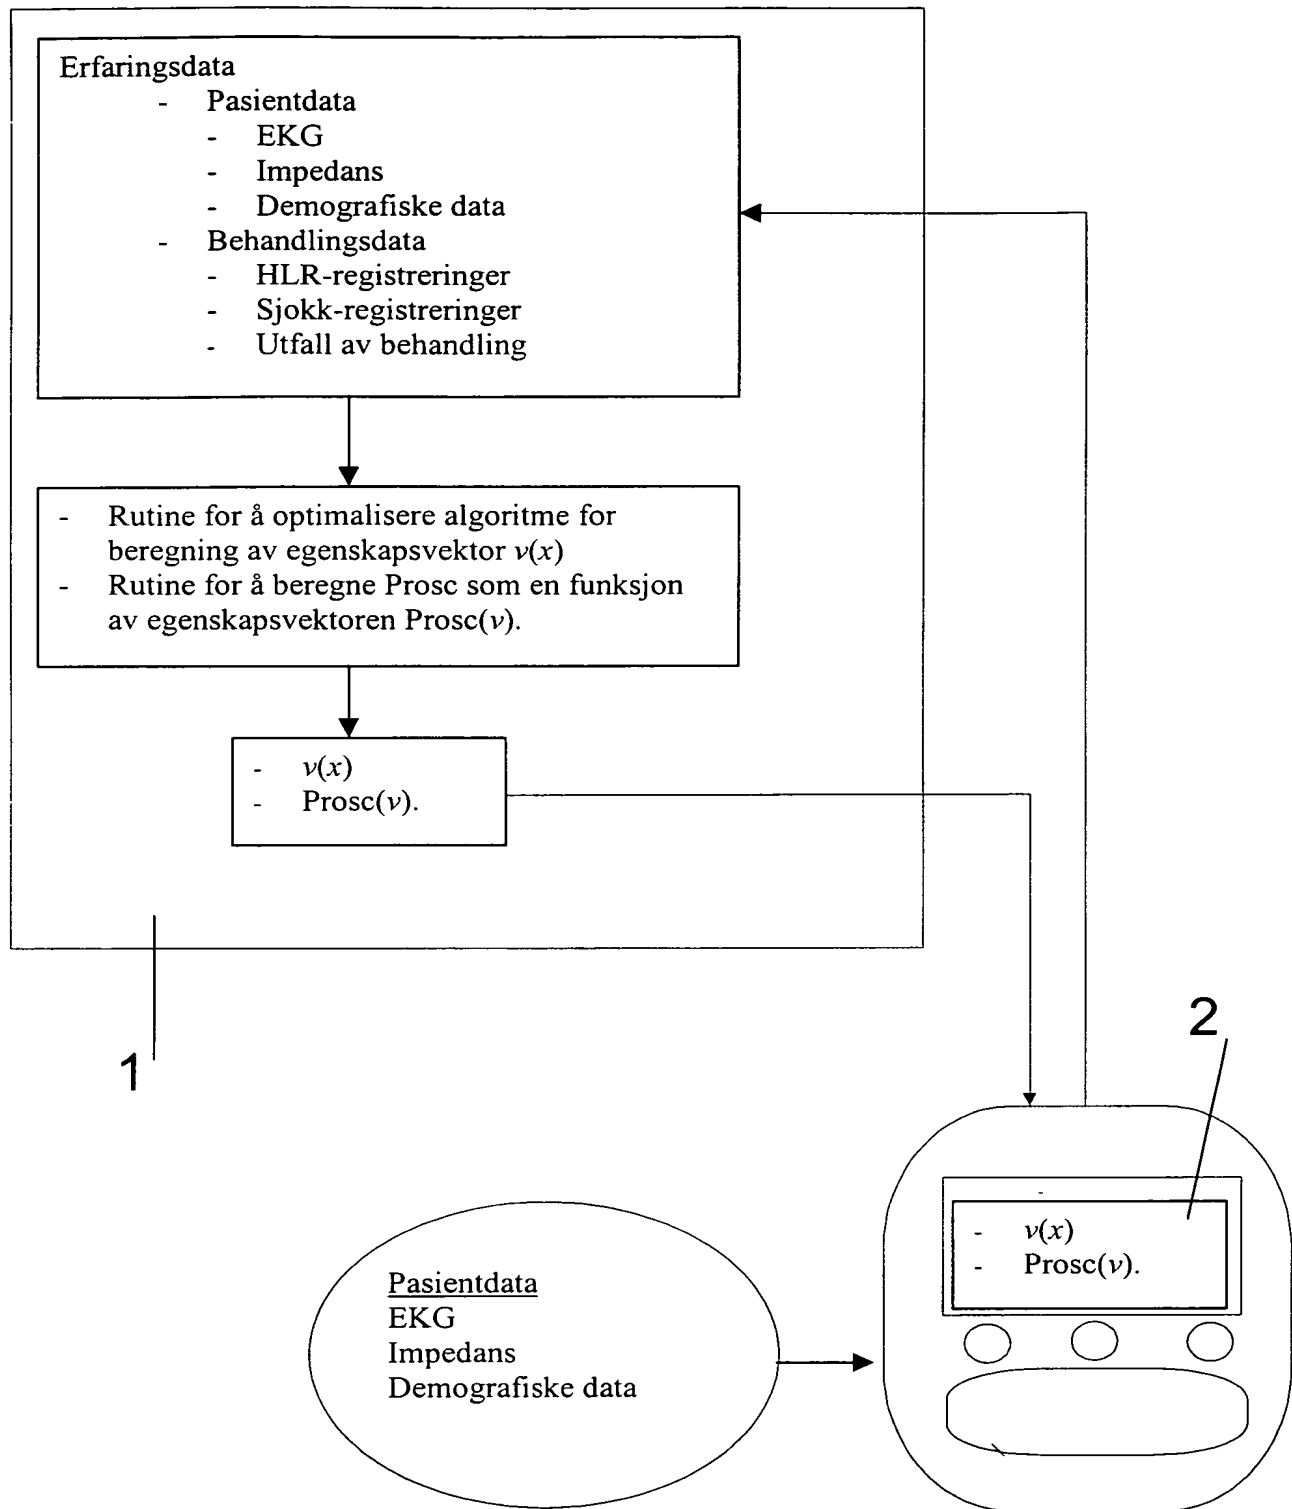 Erfaringsdata
- Pasientdata
- EKG
- Impedans
- Demografiske data
- Behandlingsdata
- HLR-registreringer
- Sjokk-registreringer
- Utfall av behandling
- Rutine for å optimalisere algoritme for
beregning av egenskapsvektor v(x)
- Rutine for å beregne Prosc som en funksjon
av egenskapsvektoren Prosc(v).
- v(x)
- Prosc(v).
1
2
- v(x)
- Prosc(v).
Pasientdata
EKG
Impedans
Demografiske data